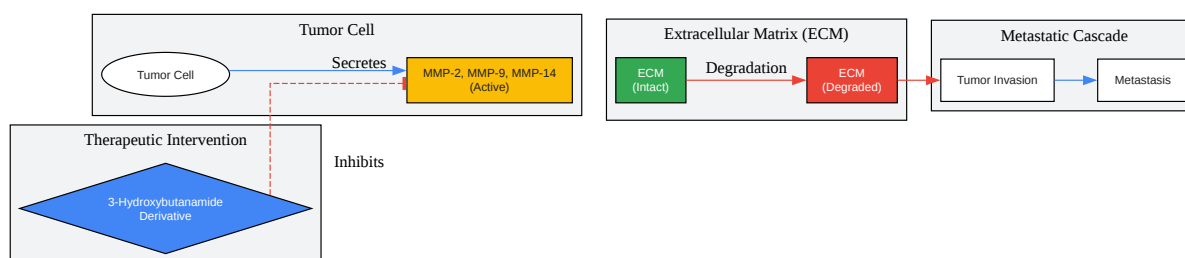 Tumor Cell
Tumor Cell
Secretes
MMP-2, MMP-9, MMP-14
(Active)
Therapeutic Intervention
3-Hydroxybutanamide
Derivative
Inhibits
Extracellular Matrix (ECM)
ECM
(Intact)
Degradation
ECM
(Degraded)
Metastatic Cascade
Tumor Invasion
Metastasis